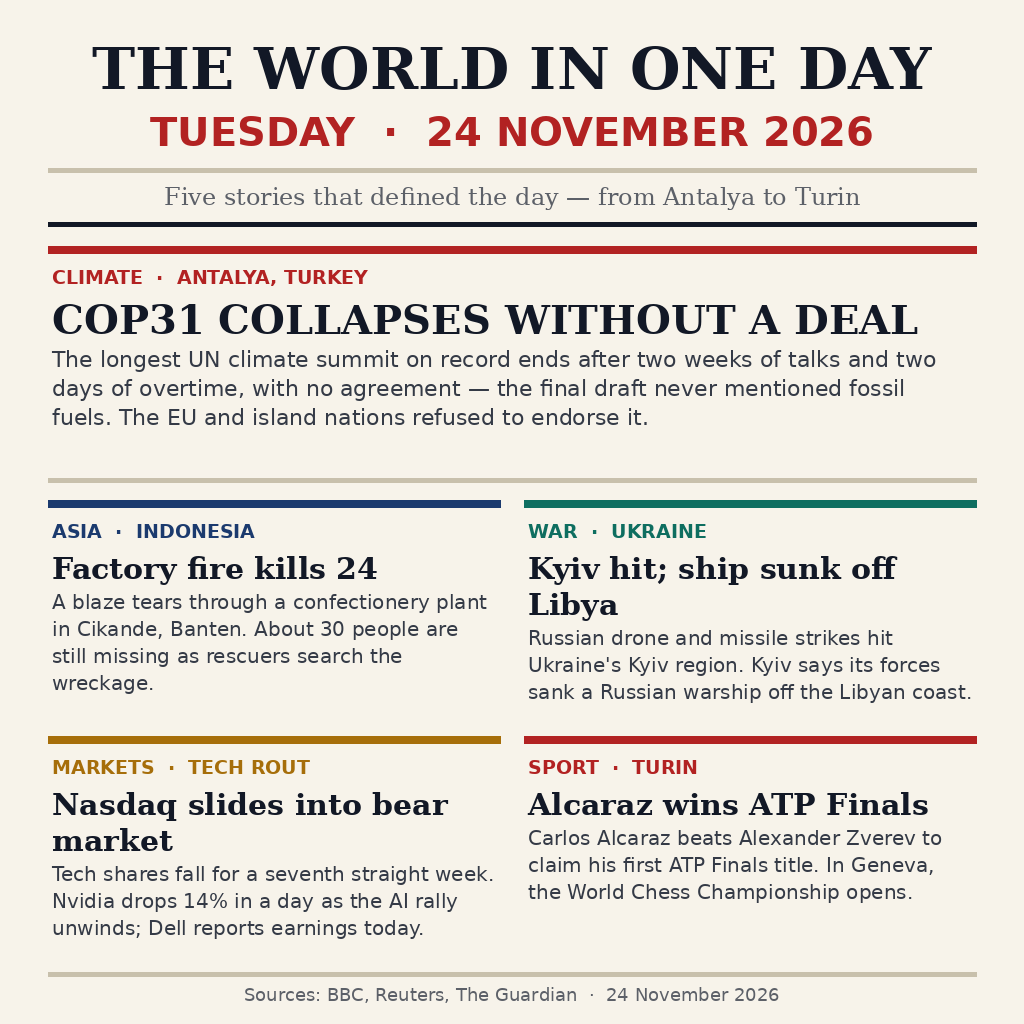 THE WORLD IN ONE DAY
TUESDAY · 24 NOVEMBER 2026
Five stories that defined the day — from Antalya to Turin
CLIMATE · ANTALYA, TURKEY
COP31 COLLAPSES WITHOUT A DEAL
The longest UN climate summit on record ends after two weeks of talks and two
days of overtime, with no agreement — the final draft never mentioned fossil
fuels. The EU and island nations refused to endorse it.
ASIA · INDONESIA
Factory fire kills 24
A blaze tears through a confectionery plant
in Cikande, Banten. About 30 people are
still missing as rescuers search the
wreckage.
WAR · UKRAINE
Kyiv hit; ship sunk off
Libya
Russian drone and missile strikes hit
Ukraine's Kyiv region. Kyiv says its forces
sank a Russian warship off the Libyan coast.
MARKETS · TECH ROUT
Nasdaq slides into bear
market
Tech shares fall for a seventh straight week.
Nvidia drops 14% in a day as the AI rally
unwinds; Dell reports earnings today.
SPORT · TURIN
Alcaraz wins ATP Finals
Carlos Alcaraz beats Alexander Zverev to
claim his first ATP Finals title. In Geneva,
the World Chess Championship opens.
Sources: BBC, Reuters, The Guardian · 24 November 2026